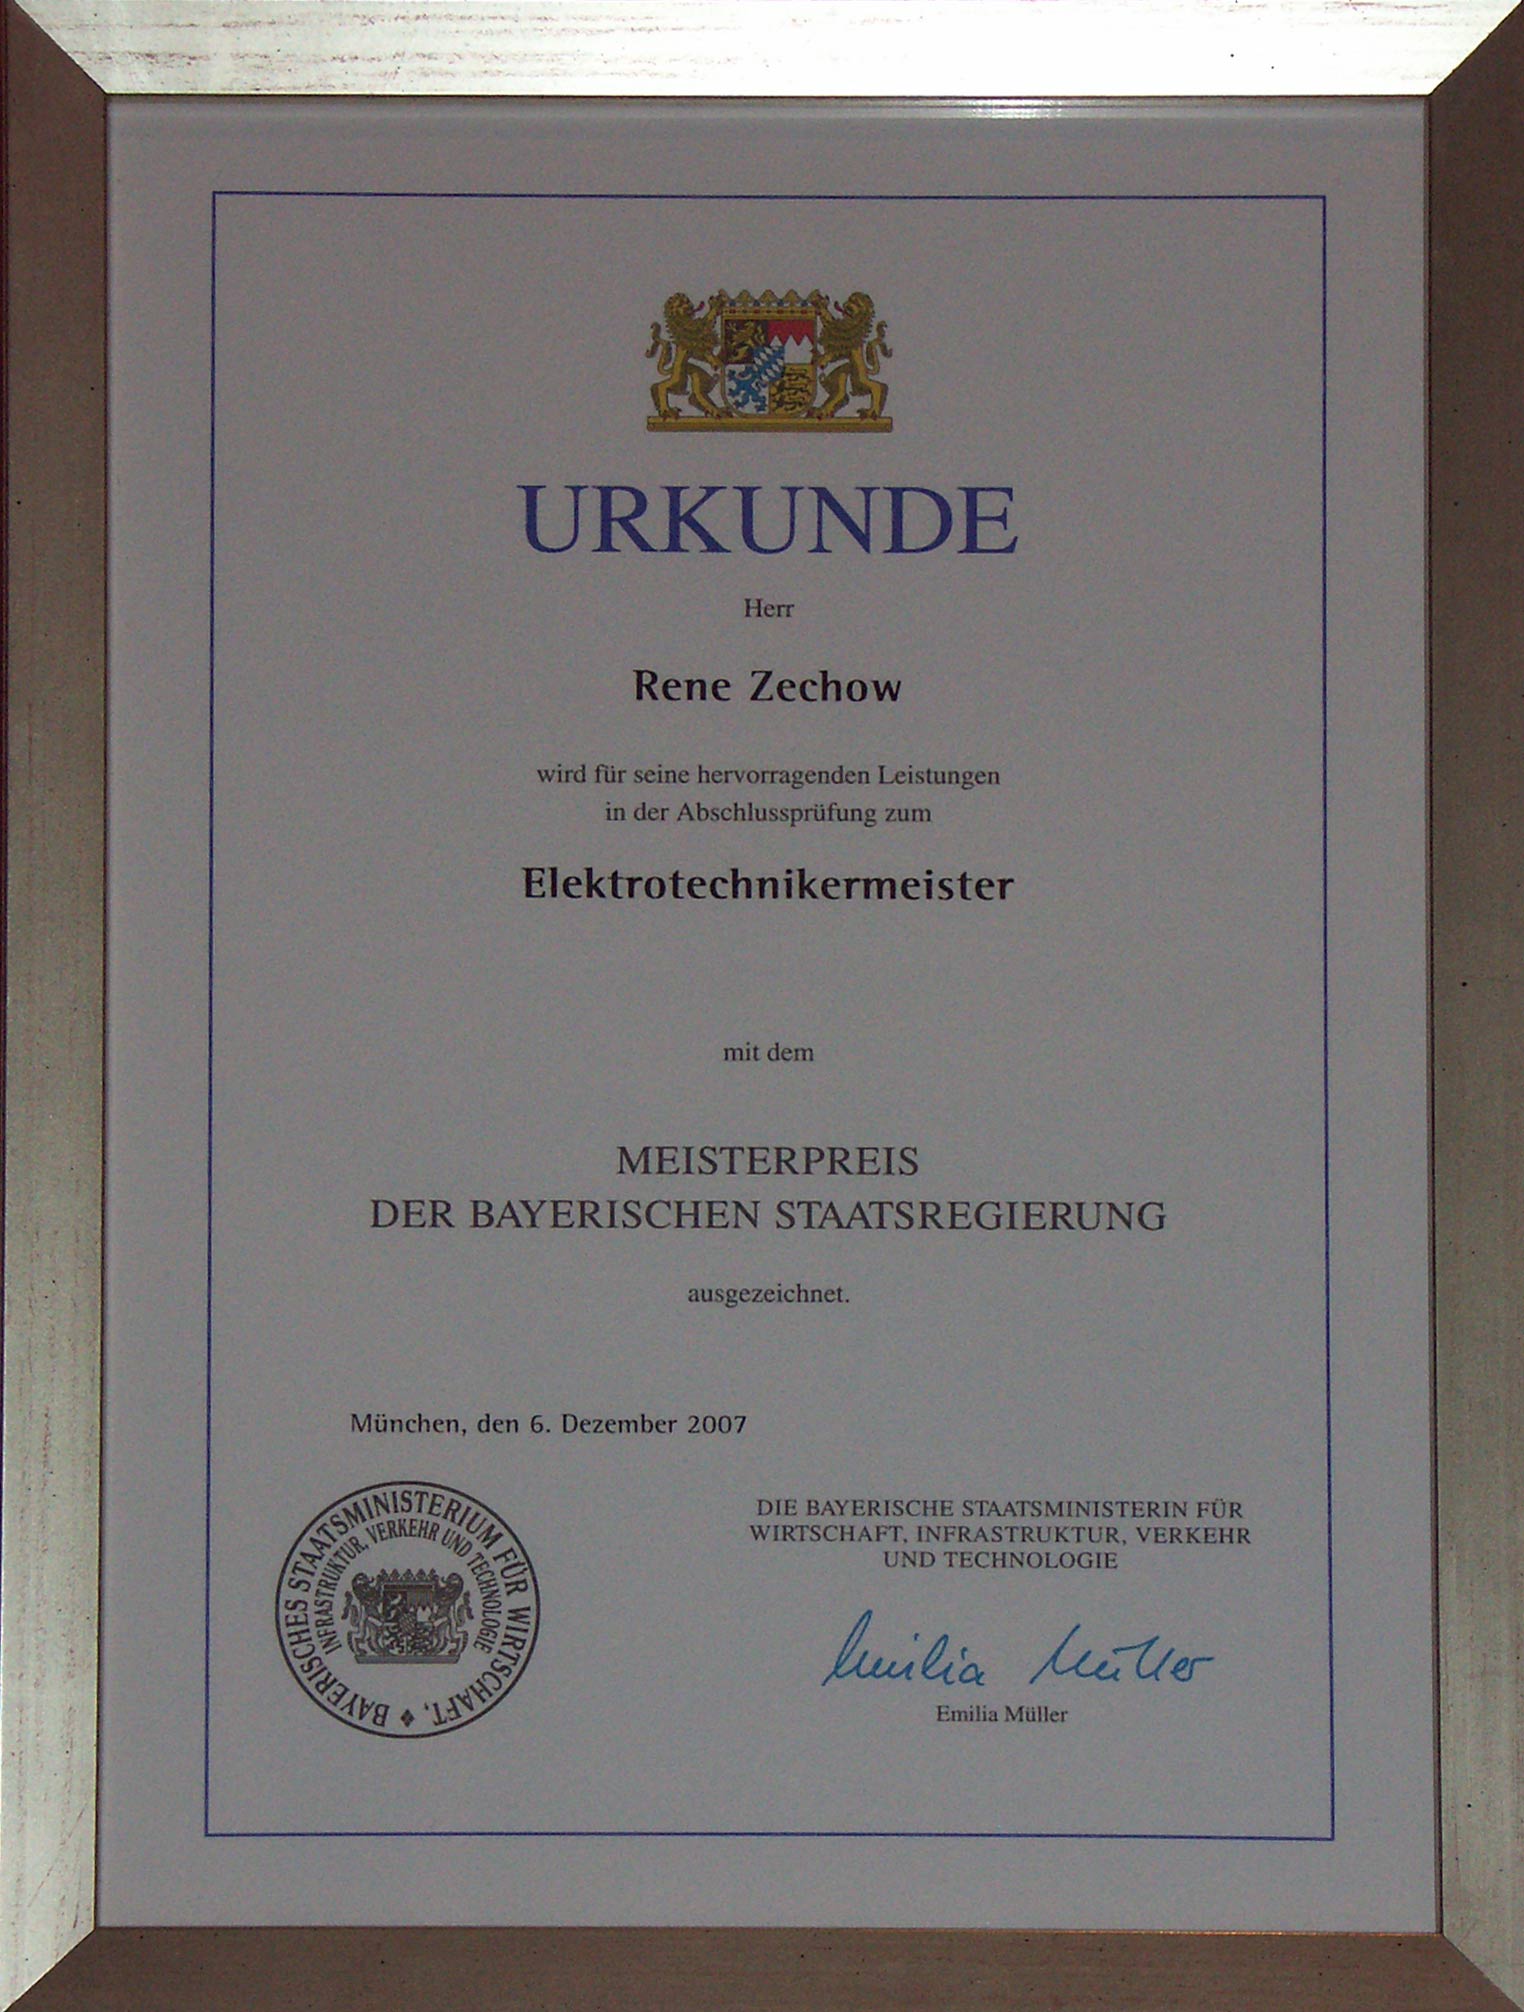 URKUNDE
Herr
Rene Zechow
wird für seine hervorragenden Leistungen
in der Abschlussprüfung zum
Elektrotechnikermeister
mit dem
MEISTERPREIS
DER BAYERISCHEN STAATSREGIERUNG
ausgezeichnet.
München, den 6. Dezember 2007
BAYERISCHES STAATSMINISTERIUM FÜR WIRTSCHAFT,
INFRASTRUKTUR, VERKEHR UND TECHNOLOGIE
DIE BAYERISCHE STAATSMINISTERIN FÜR
WIRTSCHAFT, INFRASTRUKTUR, VERKEHR
UND TECHNOLOGIE
Emilia Müller
Emilia Müller